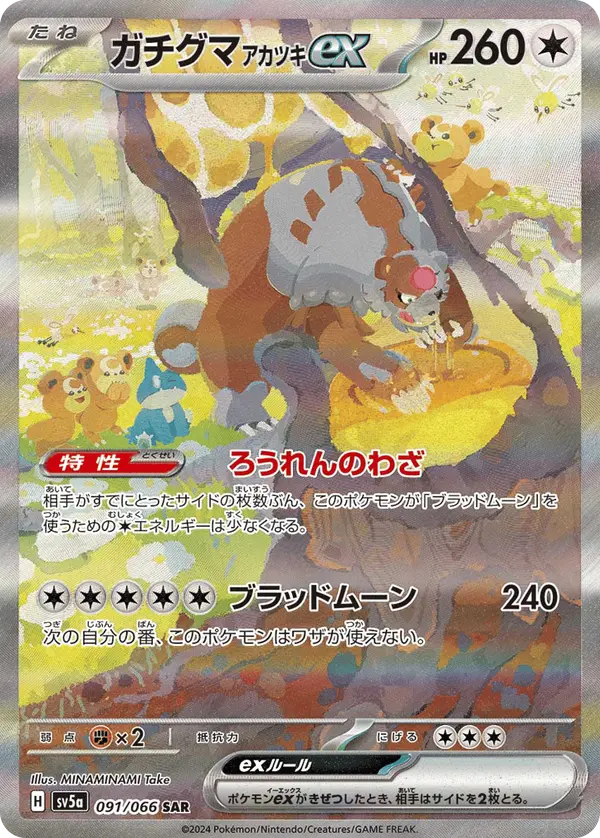 たね
ガチグマ アカツキ ex HP 260
特性 とくせい ろうれんのわざ
相手がすでにとったサイドの枚数ぶん、このポケモンが「ブラッドムーン」を
使うための エネルギーは少なくなる。
ブラッドムーン 240
次の自分の番、このポケモンはワザが使えない。
弱点 ×2 抵抗力 にげる
Illus. MINAMINAMI Take
exルール
ポケモンexがきぜつしたとき、相手はサイドを2枚とる。
H sv5a 091/066 SAR
©2024 Pokémon/Nintendo/Creatures/GAME FREAK.